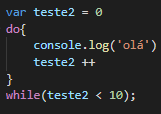 var teste2 = 0
do{
    console.log('olá')
    teste2 ++
}
while(teste2 < 10);